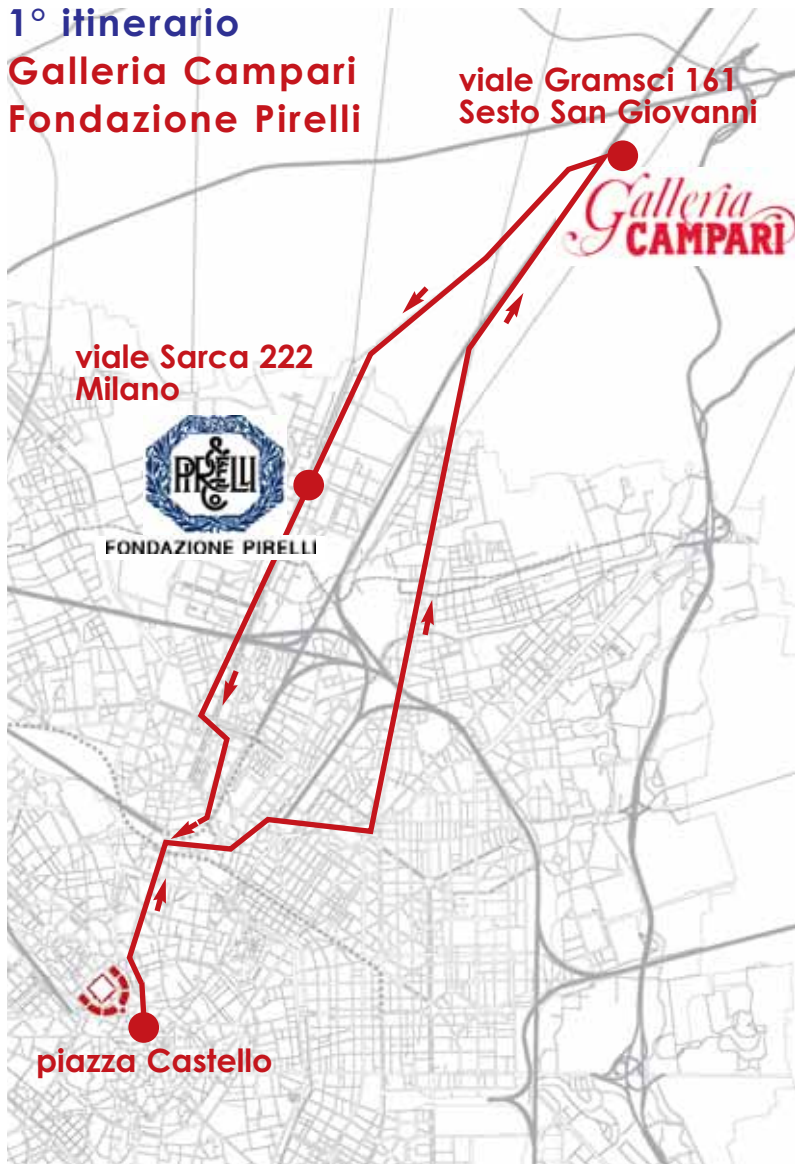 1° itinerario
Galleria Campari
Fondazione Pirelli
viale Gramsci 161
Sesto San Giovanni
Galleria
CAMPARI
viale Sarca 222
Milano
PIRELLI
& Co
FONDAZIONE PIRELLI
piazza Castello